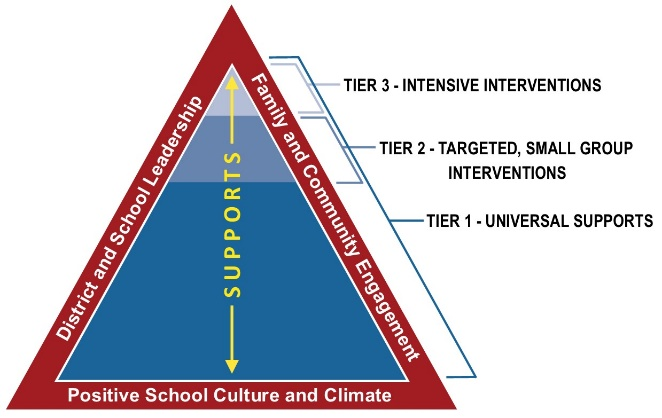 District and School Leadership
Family and Community Engagement
SUPPORTS
Positive School Culture and Climate
TIER 3 - INTENSIVE INTERVENTIONS
TIER 2 - TARGETED, SMALL GROUP
INTERVENTIONS
TIER 1 - UNIVERSAL SUPPORTS